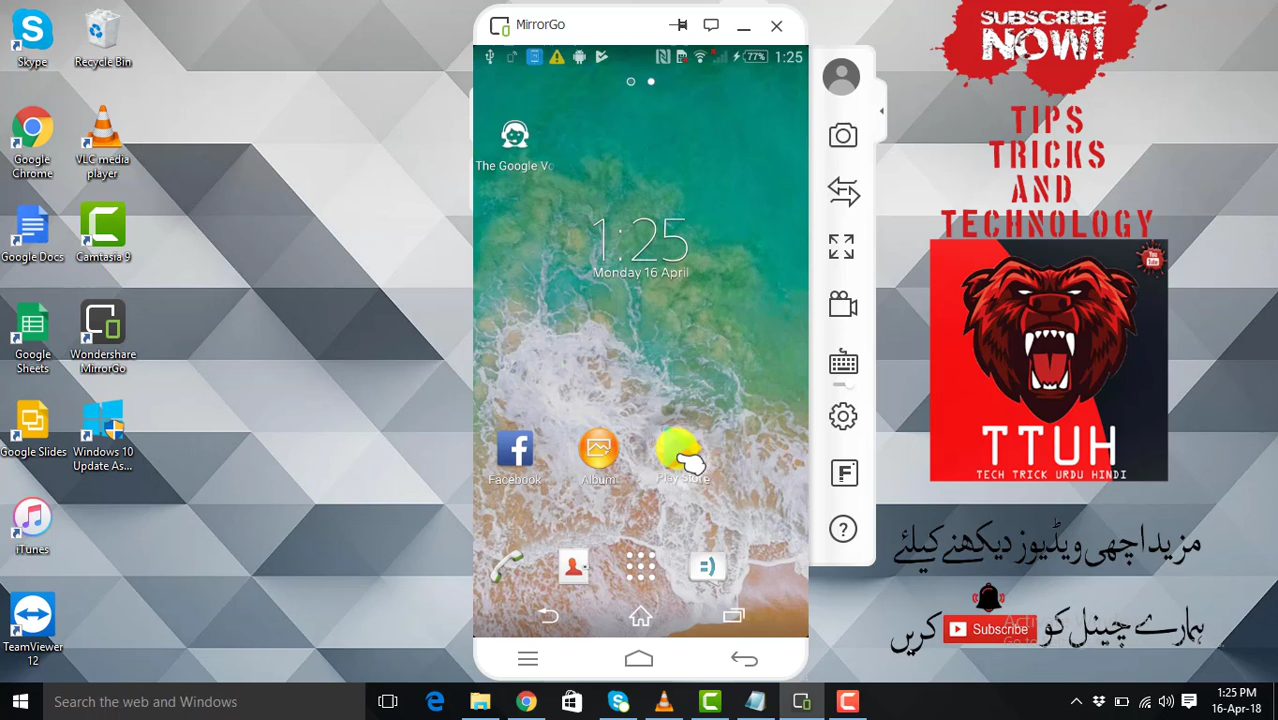 Skype
Recycle Bin
Google Chrome
VLC media player
Google Docs
Camtasia 9
Google Sheets
Wondershare MirrorGo
Google Slides
Windows 10 Update As...
iTunes
TeamViewer 12
MirrorGo
77% 1:25
The Google Vo
1:25
Monday 16 April
Facebook
Album
Play Store
SUBSCRIBE
NOW!
TIPS
TRICKS
AND
TECHNOLOGY
You Tube
TTUH
TECH TRICK URDU HINDI
مزید اچھی ویڈیوز دیکھنے کیلئے
ہمارے چینل کو Subscribe کریں
Search the web and Windows
1:25 PM
16-Apr-18